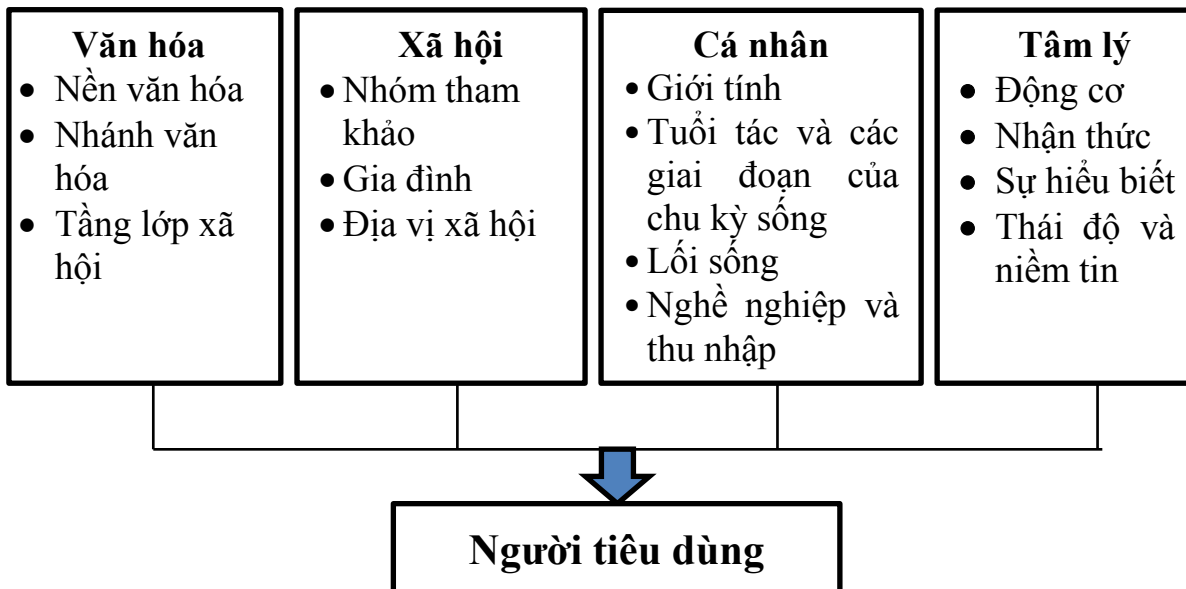 Văn hóa
• Nền văn hóa
• Nhánh văn
hóa
• Tầng lớp xã
hội
Xã hội
• Nhóm tham
khảo
• Gia đình
• Địa vị xã hội
Cá nhân
• Giới tính
• Tuổi tác và các
giai đoạn của
chu kỳ sống
• Lối sống
• Nghề nghiệp và
thu nhập
Tâm lý
• Động cơ
• Nhận thức
• Sự hiểu biết
• Thái độ và
niềm tin
Người tiêu dùng